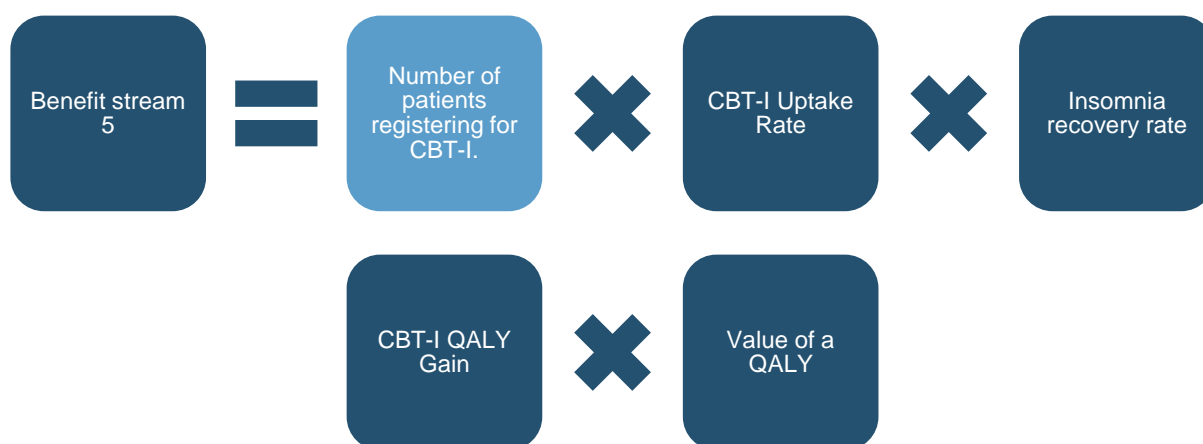 Benefit stream
5
Number of
patients
registering for
CBT-I.
CBT-I Uptake
Rate
Insomnia
recovery rate
CBT-I QALY
Gain
Value of a
QALY